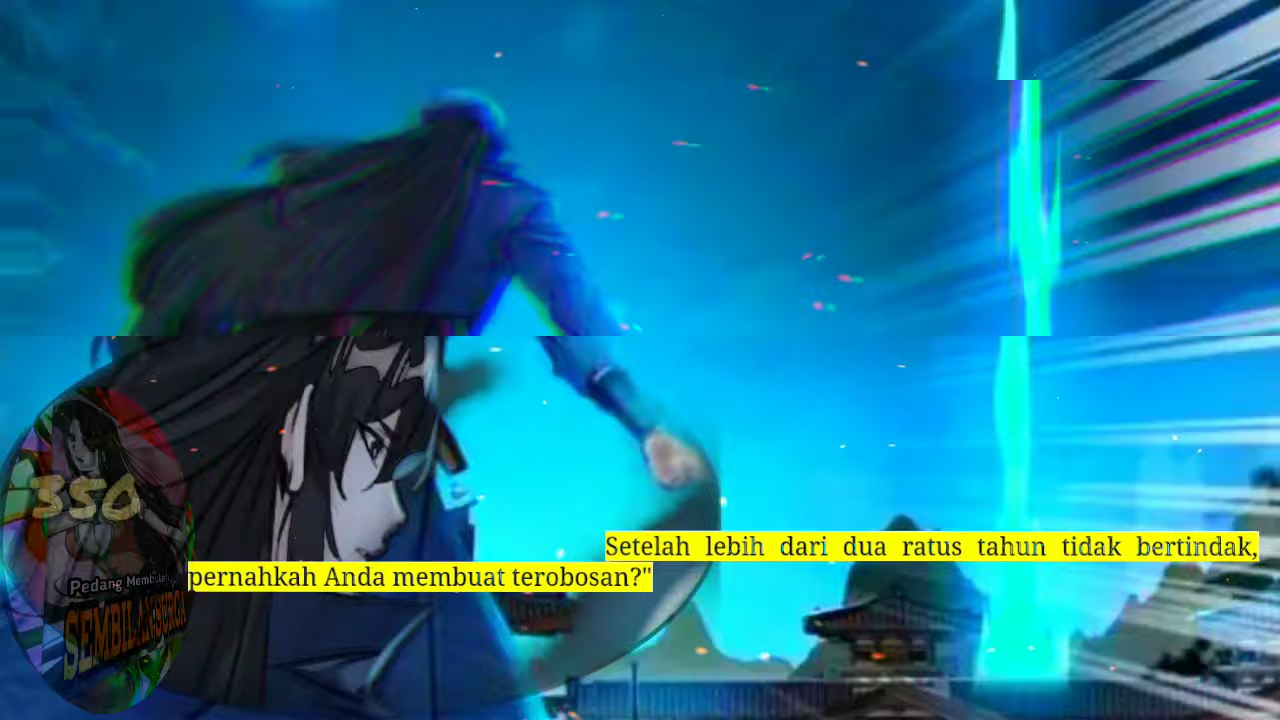 350
Setelah lebih dari dua ratus tahun tidak bertindak,
pernahkah Anda membuat terobosan?"
Pedang Membelah
SEMBILAN SURGA